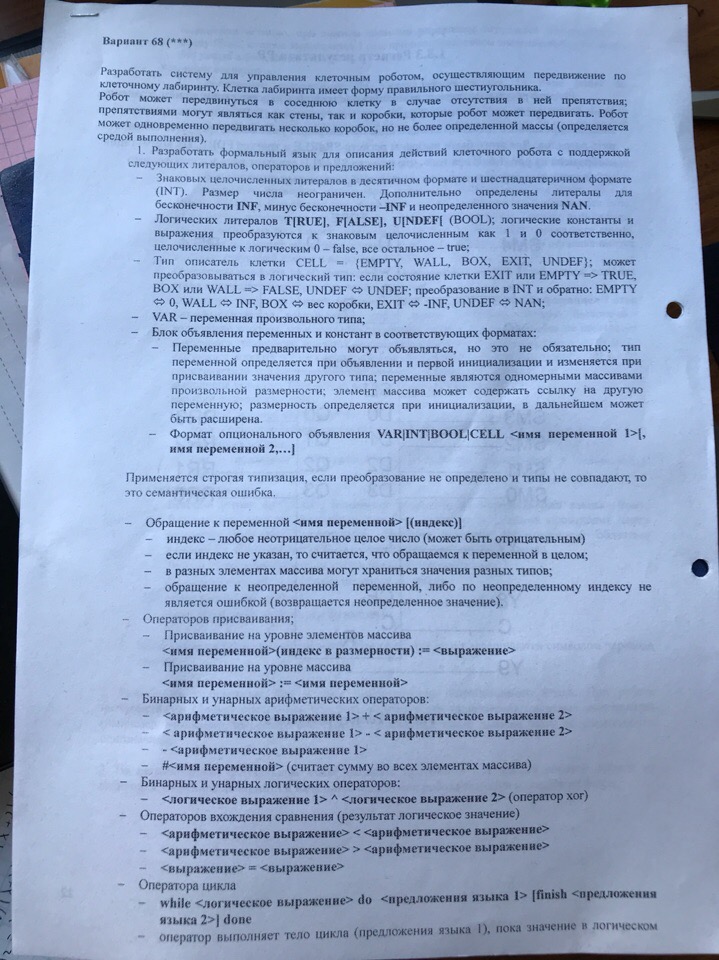 Вариант 68 (***)
Разработать систему для управления клеточным роботом, осуществляющим передвижение по
клеточному лабиринту. Клетка лабиринта имеет форму правильного шестиугольника.
Робот может передвинуться в соседнюю клетку в случае отсутствия в ней препятствия;
препятствиями могут являться как стены, так и коробки, которые робот может передвигать. Робот
может одновременно передвигать несколько коробок, но не более определенной массы (определяется
средой выполнения).
1. Разработать формальный язык для описания действий клеточного робота с поддержкой
следующих литералов, операторов и предложений:
– Знаковых целочисленных литералов в десятичном формате и шестнадцатеричном формате
(INT). Размер числа неограничен. Дополнительно определены литералы для
бесконечности INF, минус бесконечности –INF и неопределенного значения NAN.
– Логических литералов T[RUE], F[ALSE], U[NDEF[ (BOOL); логические константы и
выражения преобразуются к знаковым целочисленным как 1 и 0 соответственно,
целочисленные к логическим 0 – false, все остальное – true;
– Тип описатель клетки CELL = {EMPTY, WALL, BOX, EXIT, UNDEF}; может
преобразовываться в логический тип: если состояние клетки EXIT или EMPTY => TRUE,
BOX или WALL => FALSE, UNDEF ⇔ UNDEF; преобразование в INT и обратно: EMPTY
⇔ 0, WALL ⇔ INF, BOX ⇔ вес коробки, EXIT ⇔ -INF, UNDEF ⇔ NAN;
– VAR – переменная произвольного типа;
– Блок объявления переменных и констант в соответствующих форматах:
– Переменные предварительно могут объявляться, но это не обязательно; тип
переменной определяется при объявлении и первой инициализации и изменяется при
присваивании значения другого типа; переменные являются одномерными массивами
произвольной размерности; элемент массива может содержать ссылку на другую
переменную; размерность определяется при инициализации, в дальнейшем может
быть расширена.
– Формат опционального объявления VAR|INT|BOOL|CELL <имя переменной 1>[,
имя переменной 2,…]
Применяется строгая типизация, если преобразование не определено и типы не совпадают, то
это семантическая ошибка.
– Обращение к переменной <имя переменной> [(индекс)]
– индекс – любое неотрицательное целое число (может быть отрицательным)
– если индекс не указан, то считается, что обращаемся к переменной в целом;
– в разных элементах массива могут храниться значения разных типов;
– обращение к неопределенной переменной, либо по неопределенному индексу не
является ошибкой (возвращается неопределенное значение).
– Операторов присваивания;
– Присваивание на уровне элементов массива
<имя переменной>(индекс в размерности) := <выражение>
– Присваивание на уровне массива
<имя переменной> := <имя переменной>
– Бинарных и унарных арифметических операторов:
– <арифметическое выражение 1> + < арифметическое выражение 2>
– < арифметическое выражение 1> - < арифметическое выражение 2>
– - <арифметическое выражение 1>
– #<имя переменной> (считает сумму во всех элементах массива)
– Бинарных и унарных логических операторов:
– <логическое выражение 1> ^ <логическое выражение 2> (оператор xor)
– Операторов вхождения сравнения (результат логическое значение)
– <арифметическое выражение> < <арифметическое выражение>
– <арифметическое выражение> > <арифметическое выражение>
– <выражение> = <выражение>
– Оператора цикла
– while <логическое выражение> do <предложения языка 1> [finish <предложения
языка 2>] done
– оператор выполняет тело цикла (предложения языка 1), пока значение в логическом